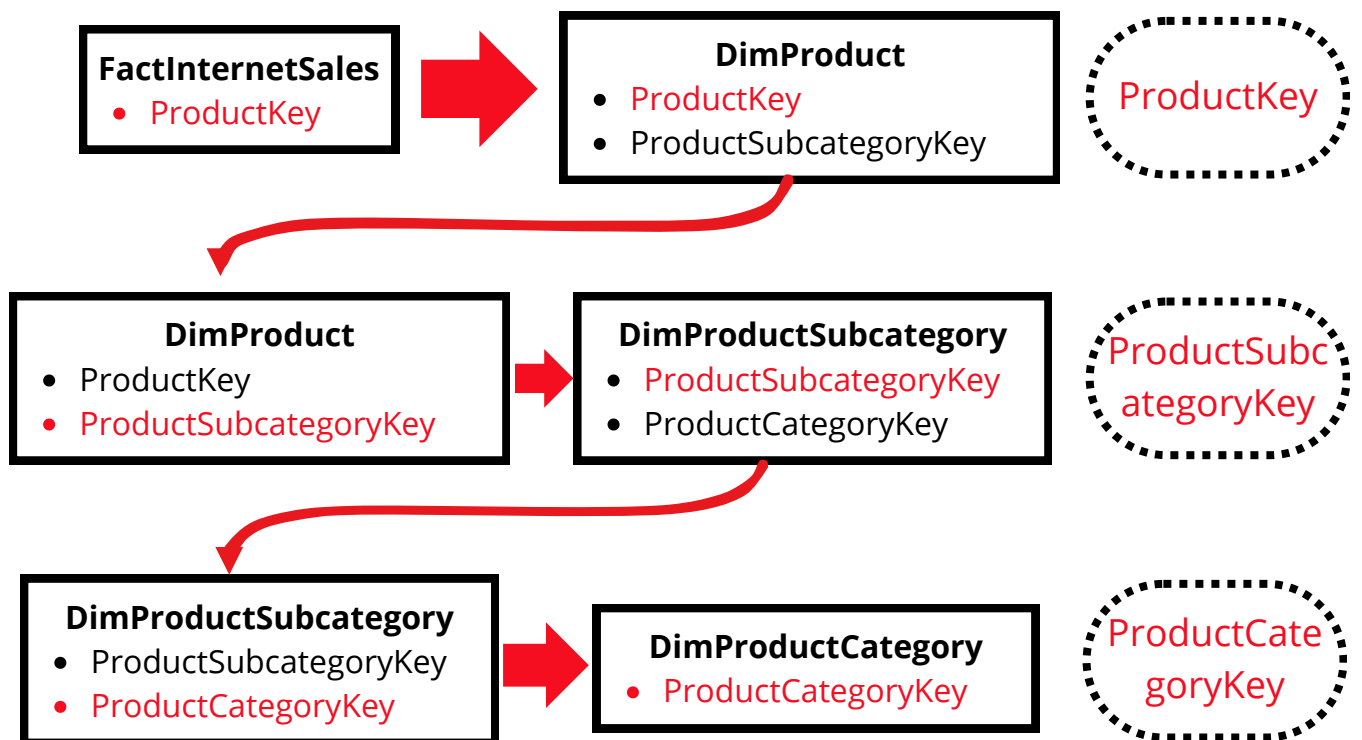 FactInternetSales
• ProductKey
DimProduct
• ProductKey
• ProductSubcategoryKey
ProductKey
DimProduct
• ProductKey
• ProductSubcategoryKey
DimProductSubcategory
• ProductSubcategoryKey
• ProductCategoryKey
ProductSubc
ategoryKey
DimProductSubcategory
• ProductSubcategoryKey
• ProductCategoryKey
DimProductCategory
• ProductCategoryKey
ProductCate
goryKey